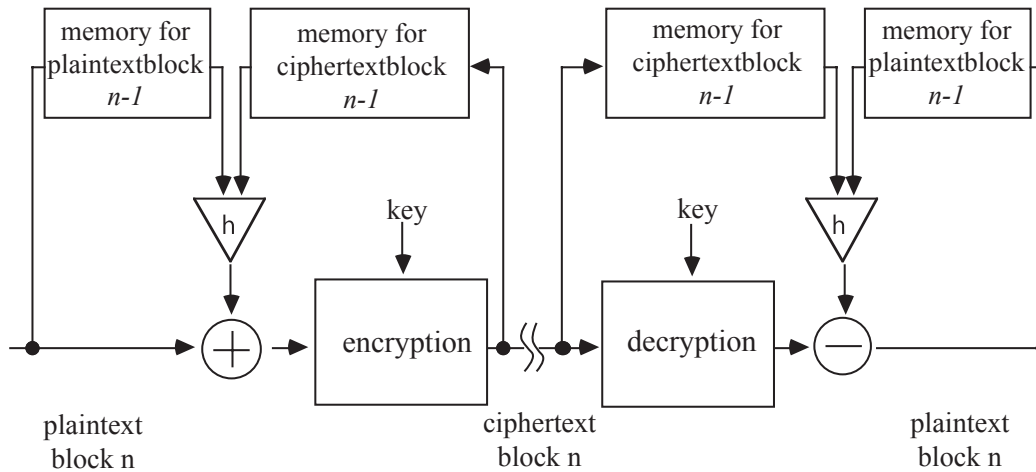 memory for
plaintextblock
n-1
memory for
ciphertextblock
n-1
memory for
ciphertextblock
n-1
memory for
plaintextblock
n-1
h
h
key
key
encryption
decryption
plaintext
block n
ciphertext
block n
plaintext
block n